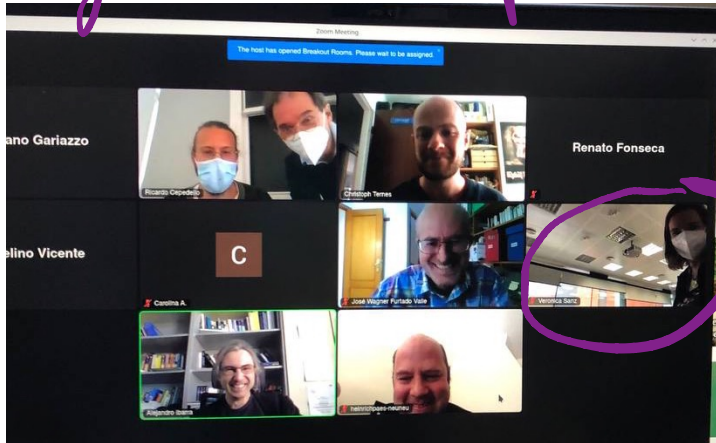 Zoom Meeting
The host has opened Breakout Rooms. Please wait to be assigned.
ano Gariazzo
Ricardo Cepedello
Christoph Ternes
Renato Fonseca
elino Vicente
C
Carolina A.
José Wagner Furtado Valle
Veronica Sanz
Alejandro Ibarra
heinrichpaes-neuneu